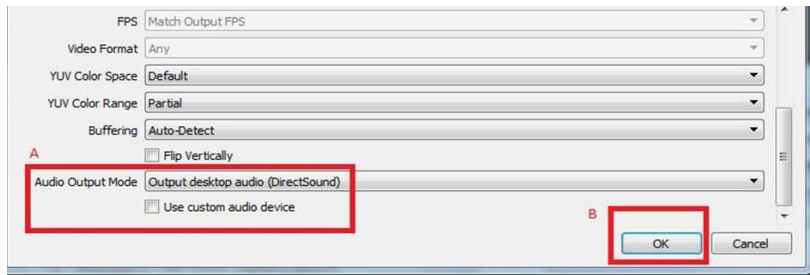 FPS Match Output FPS
Video Format Any
YUV Color Space Default
YUV Color Range Partial
Buffering Auto-Detect
A
Flip Vertically
Audio Output Mode Output desktop audio (DirectSound)
Use custom audio device
B
OK Cancel